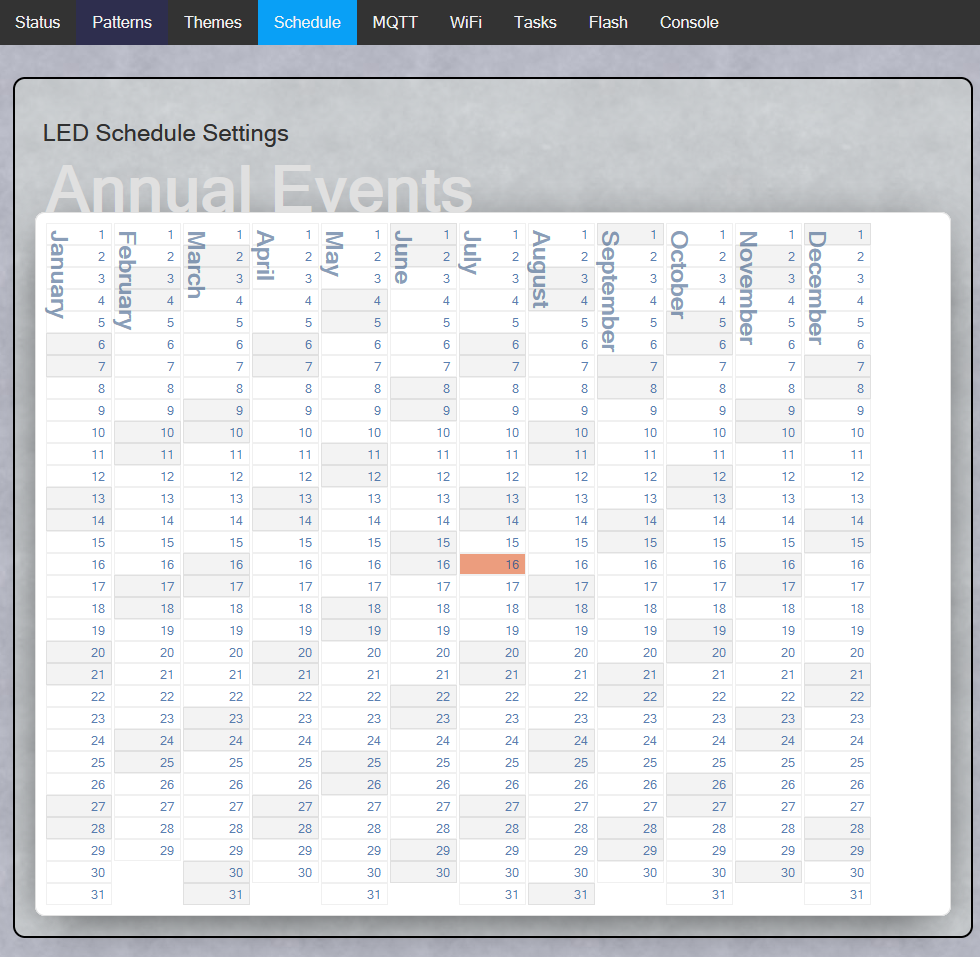 Status Patterns Themes Schedule MQTT WiFi Tasks Flash Console
LED Schedule Settings
Annual Events
January February March April May June July August September October November December
1 1 1 1 1 1 1 1 1 1 1 1
2 2 2 2 2 2 2 2 2 2 2 2
3 3 3 3 3 3 3 3 3 3 3 3
4 4 4 4 4 4 4 4 4 4 4 4
5 5 5 5 5 5 5 5 5 5 5 5
6 6 6 6 6 6 6 6 6 6 6 6
7 7 7 7 7 7 7 7 7 7 7 7
8 8 8 8 8 8 8 8 8 8 8 8
9 9 9 9 9 9 9 9 9 9 9 9
10 10 10 10 10 10 10 10 10 10 10 10
11 11 11 11 11 11 11 11 11 11 11 11
12 12 12 12 12 12 12 12 12 12 12 12
13 13 13 13 13 13 13 13 13 13 13 13
14 14 14 14 14 14 14 14 14 14 14 14
15 15 15 15 15 15 15 15 15 15 15 15
16 16 16 16 16 16 16 16 16 16 16 16
17 17 17 17 17 17 17 17 17 17 17 17
18 18 18 18 18 18 18 18 18 18 18 18
19 19 19 19 19 19 19 19 19 19 19 19
20 20 20 20 20 20 20 20 20 20 20 20
21 21 21 21 21 21 21 21 21 21 21 21
22 22 22 22 22 22 22 22 22 22 22 22
23 23 23 23 23 23 23 23 23 23 23 23
24 24 24 24 24 24 24 24 24 24 24 24
25 25 25 25 25 25 25 25 25 25 25 25
26 26 26 26 26 26 26 26 26 26 26 26
27 27 27 27 27 27 27 27 27 27 27 27
28 28 28 28 28 28 28 28 28 28 28 28
29 29 29 29 29 29 29 29 29 29 29 29
30 30 30 30 30 30 30 30 30 30 30
31 31 31 31 31 31 31